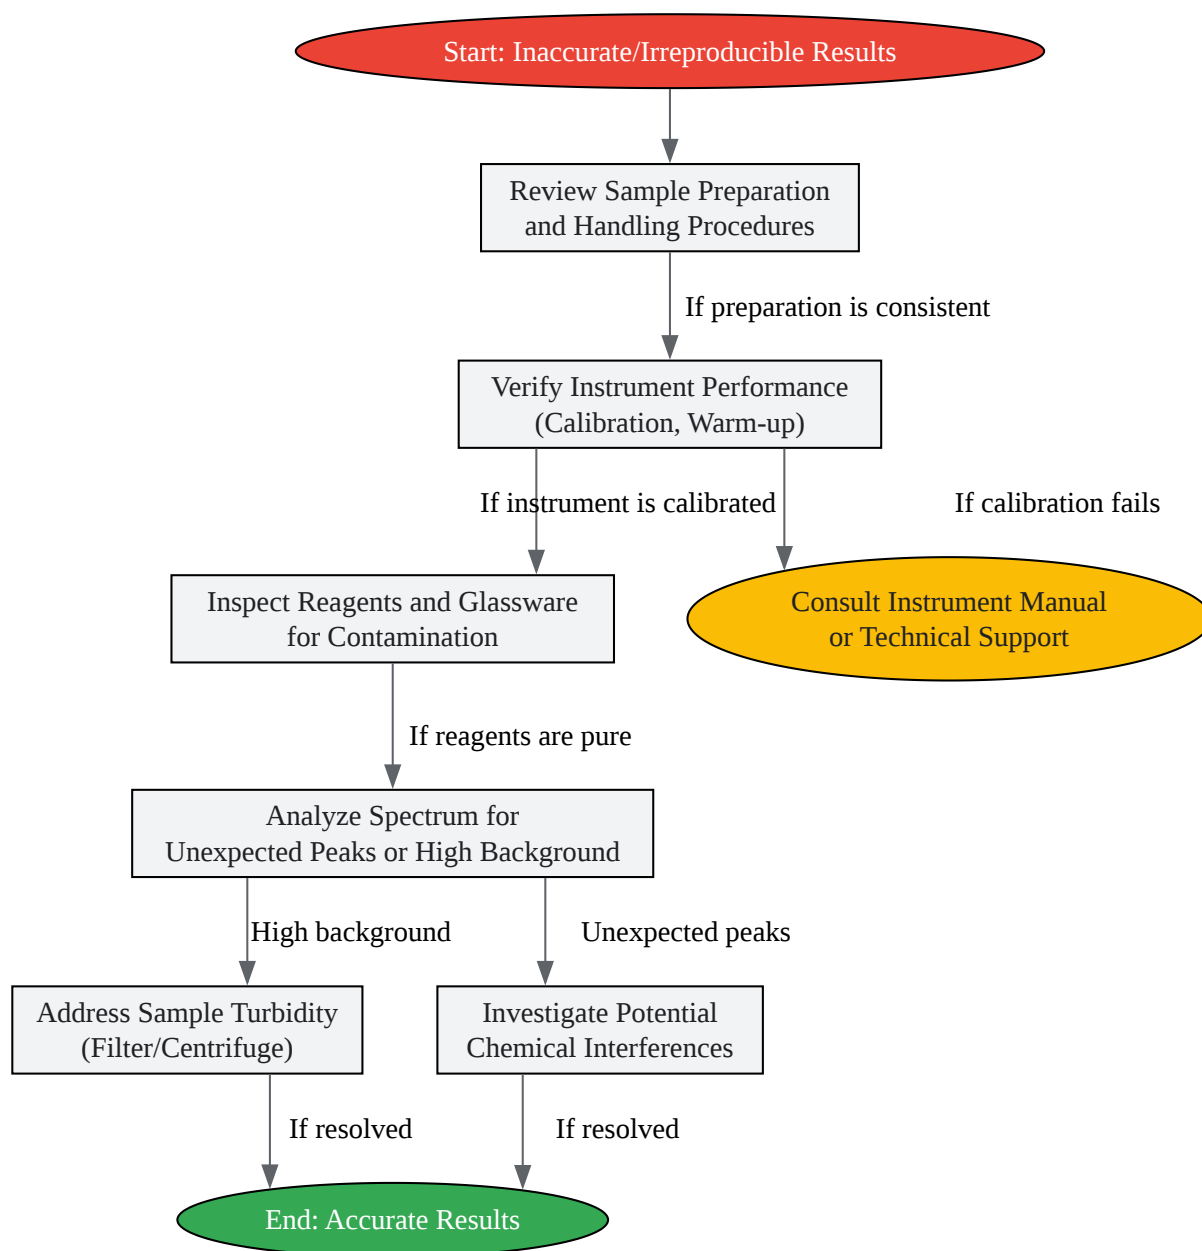 Start: Inaccurate/Irreproducible Results
Review Sample Preparation
and Handling Procedures
If preparation is consistent
Verify Instrument Performance
(Calibration, Warm-up)
If instrument is calibrated
If calibration fails
Inspect Reagents and Glassware
for Contamination
Consult Instrument Manual
or Technical Support
If reagents are pure
Analyze Spectrum for
Unexpected Peaks or High Background
High background
Unexpected peaks
Address Sample Turbidity
(Filter/Centrifuge)
Investigate Potential
Chemical Interferences
If resolved
If resolved
End: Accurate Results